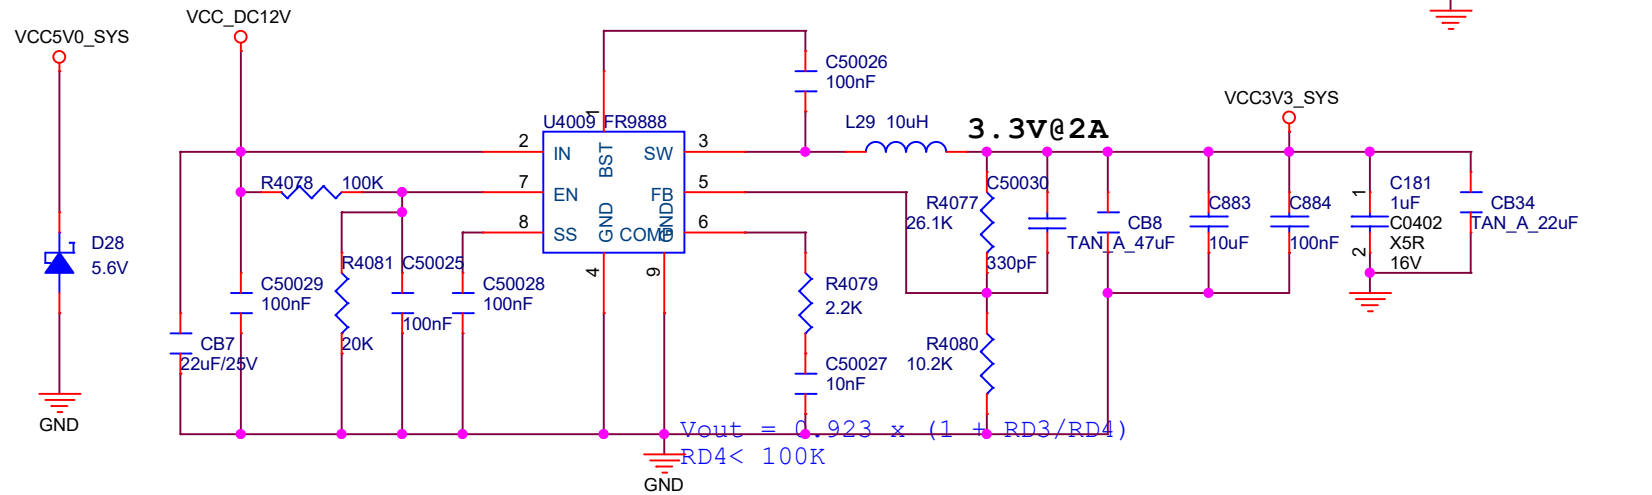 VCC_DC12V
VCC5V0_SYS
C50026
100nF
VCC3V3_SYS
U4009 FR9888
L29 10uH
3.3V@2A
1
2 IN BST SW 3
R4078 100K
7 EN FB 5
8 SS GND COMP GND 6
4
9
C50030
R4077
26.1K
330pF
CB8
TAN_A_47uF
C883
10uF
C884
100nF
1
C181
1uF
C0402
X5R
16V
2
CB34
TAN_A_22uF
D28
5.6V
R4081
20K
C50025
100nF
C50029
100nF
C50028
100nF
CB7
22uF/25V
R4079
2.2K
C50027
10nF
R4080
10.2K
GND
Vout = 0.923 x (1 + RD3/RD4)
RD4< 100K
GND